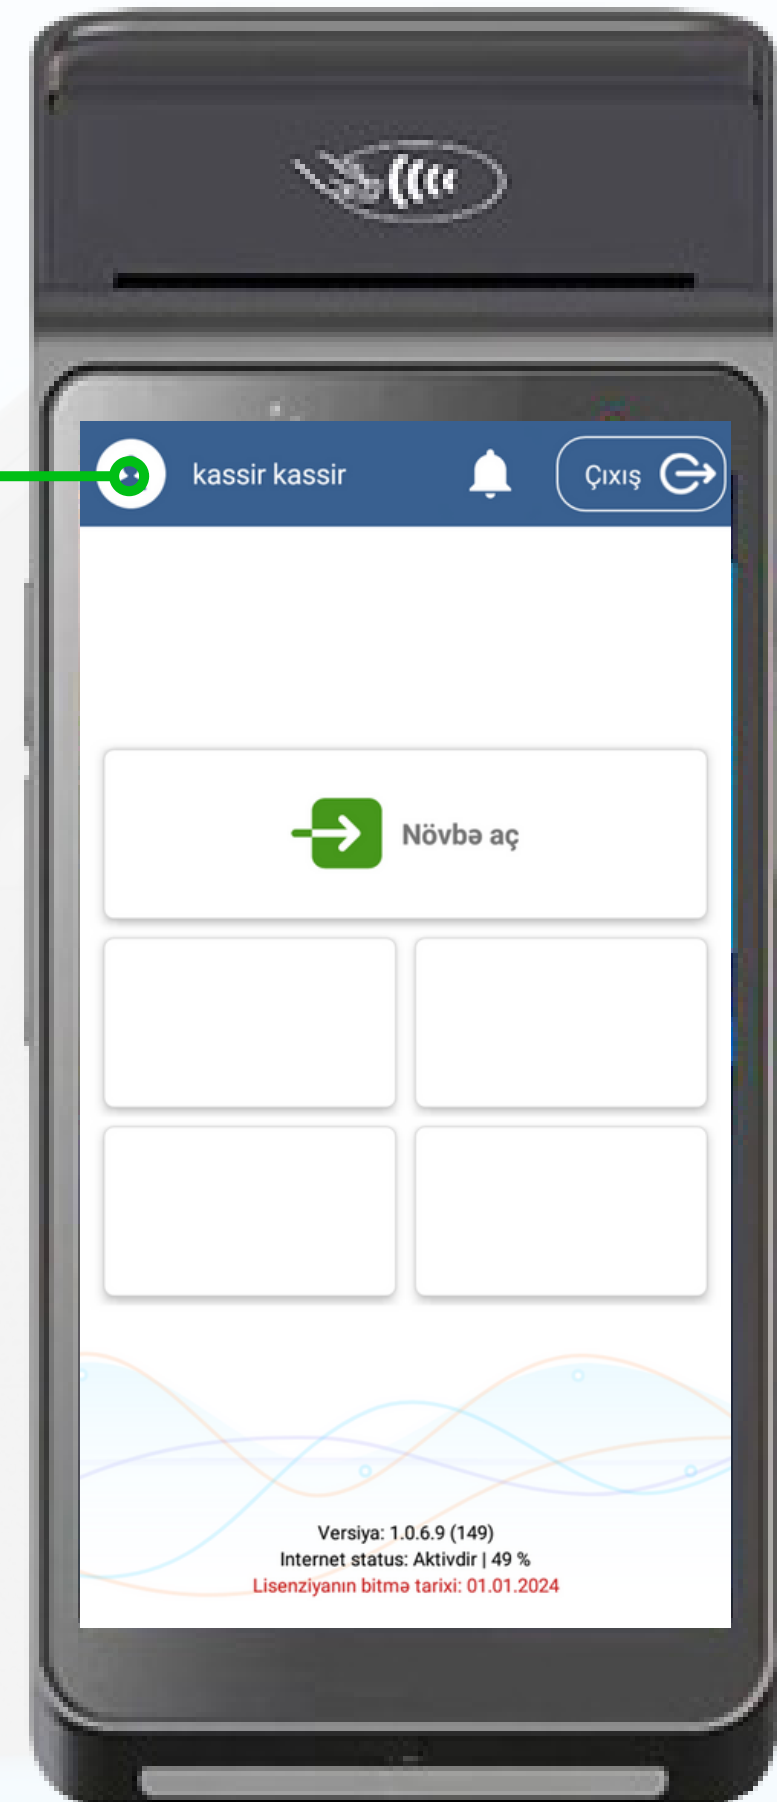 kassir kassir
Çıxış
Növbə aç
Versiya: 1.0.6.9 (149)
Internet status: Aktivdir | 49 %
Lisenziyanın bitmə tarixi: 01.01.2024